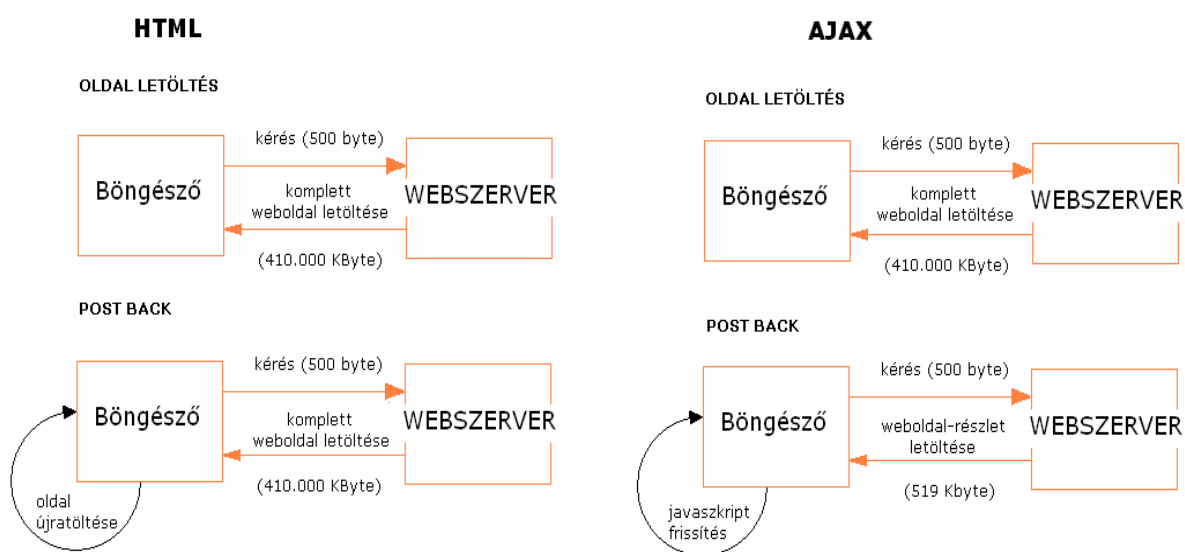 HTML
OLDAL LETÖLTÉS
Böngésző
kérés (500 byte)
komplett
weboldal letöltése
(410.000 KByte)
WEBSZERVER
POST BACK
Böngésző
kérés (500 byte)
komplett
weboldal letöltése
(410.000 KByte)
WEBSZERVER
oldal
újratöltése
AJAX
OLDAL LETÖLTÉS
Böngésző
kérés (500 byte)
komplett
weboldal letöltése
(410.000 KByte)
WEBSZERVER
POST BACK
Böngésző
kérés (500 byte)
weboldal-részlet
letöltése
(519 Kbyte)
WEBSZERVER
javaszkript
frissítés